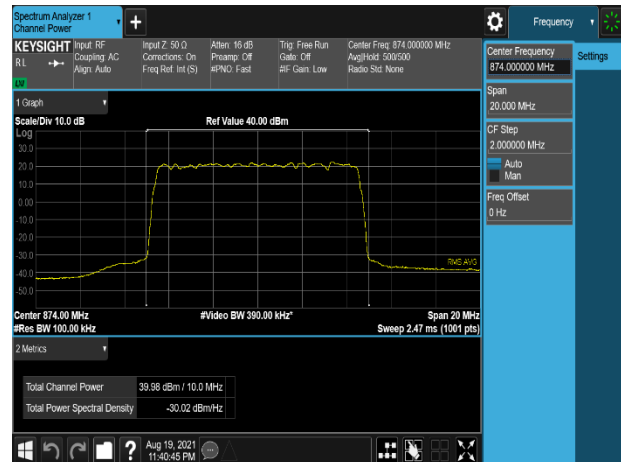 Spectrum Analyzer 1
Channel Power
+
Frequency
KEYSIGHT
RL
LW
Input: RF
Coupling: AC
Align: Auto
Input Z: 50 Ω
Corrections: On
Freq Ref: Int (S)
Atten: 16 dB
Preamp: Off
#PNO: Fast
Trig: Free Run
Gate: Off
#IF Gain: Low
Center Freq: 874.000000 MHz
Avg|Hold: 500/500
Radio Std: None
Center Frequency
874.000000 MHz
Settings
Span
20.000 MHz
CF Step
2.000000 MHz
Auto
Man
Freq Offset
0 Hz
1 Graph
Scale/Div 10.0 dB
Ref Value 40.00 dBm
Log
30.0
20.0
10.0
0.00
-10.0
-20.0
-30.0
-40.0
-50.0
RMS AVG
Center 874.00 MHz
#Video BW 390.00 kHz*
Span 20 MHz
#Res BW 100.00 kHz
Sweep 2.47 ms (1001 pts)
2 Metrics
Total Channel Power 39.98 dBm / 10.0 MHz
Total Power Spectral Density -30.02 dBm/Hz
?
Aug 19, 2021
11:40:45 PM